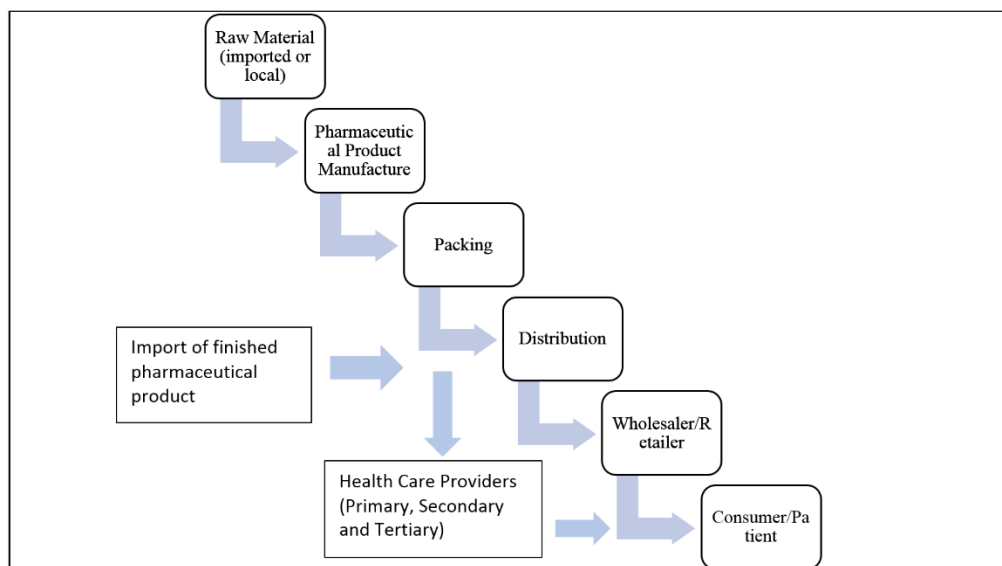 Raw Material
(imported or
local)
Pharmaceutic
al Product
Manufacture
Packing
Distribution
Import of finished
pharmaceutical
product
Wholesaler/R
etailer
Health Care Providers
(Primary, Secondary
and Tertiary)
Consumer/Pa
tient